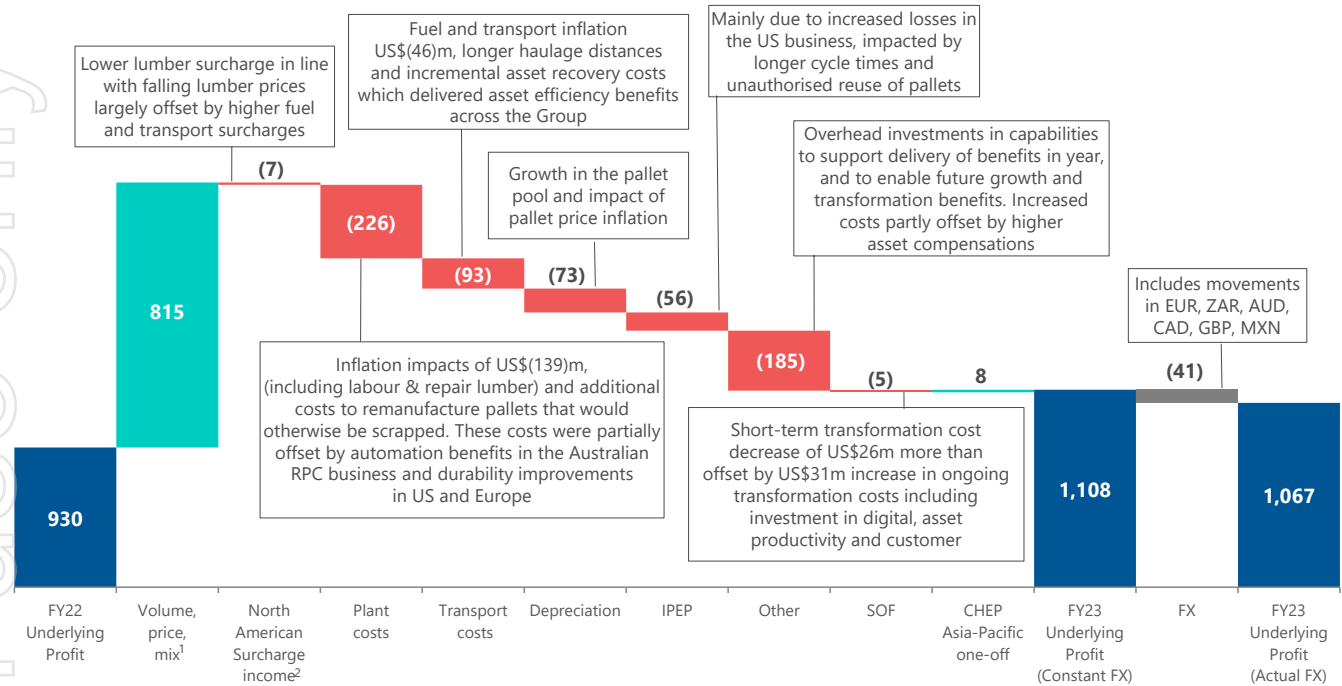 Lower lumber surcharge in line
with falling lumber prices
largely offset by higher fuel
and transport surcharges
Fuel and transport inflation
US$(46)m, longer haulage distances
and incremental asset recovery costs
which delivered asset efficiency benefits
across the Group
Mainly due to increased losses in
the US business, impacted by
longer cycle times and
unauthorised reuse of pallets
Growth in the pallet
pool and impact of
pallet price inflation
Overhead investments in capabilities
to support delivery of benefits in year,
and to enable future growth and
transformation benefits. Increased
costs partly offset by higher
asset compensations
Includes movements
in EUR, ZAR, AUD,
CAD, GBP, MXN
Inflation impacts of US$(139)m,
(including labour & repair lumber) and additional
costs to remanufacture pallets that would
otherwise be scrapped. These costs were partially
offset by automation benefits in the Australian
RPC business and durability improvements
in US and Europe
Short-term transformation cost
decrease of US$26m more than
offset by US$31m increase in ongoing
transformation costs including
investment in digital, asset
productivity and customer
930
815
(7)
(226)
(93)
(73)
(56)
(185)
(5)
8
1,108
(41)
1,067
FY22
Underlying
Profit
Volume,
price,
mix1
North
American
Surcharge
income2
Plant
costs
Transport
costs
Depreciation
IPEP
Other
SOF
CHEP
Asia-Pacific
one-off
FY23
Underlying
Profit
(Constant FX)
FX
FY23
Underlying
Profit
(Actual FX)